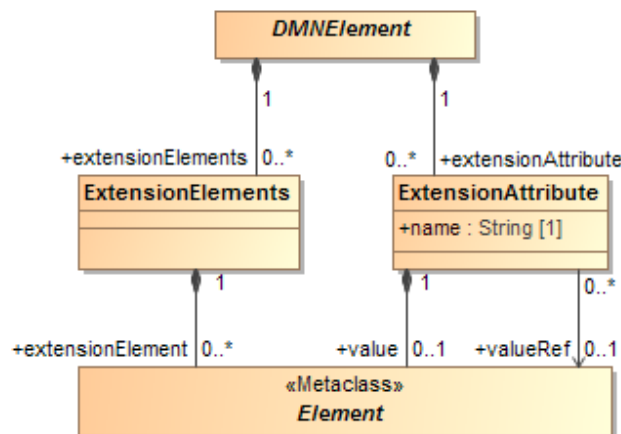 DMNElement
1 1
+extensionElements 0..* 0..* +extensionAttribute
ExtensionElements ExtensionAttribute
+name : String [1]
1 1 0..*
+extensionElement 0..* +value 0..1 +valueRef 0..1
«Metaclass»
Element